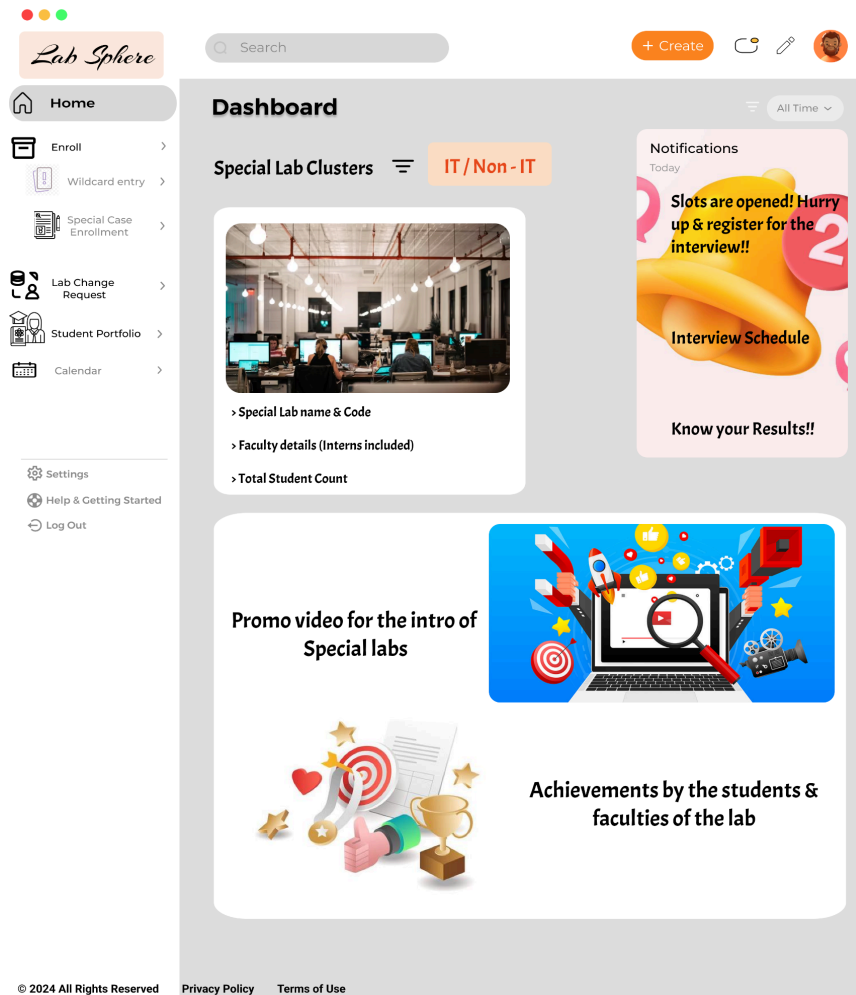 Lab Sphere
Search
+ Create
Home
Dashboard
All Time
Enroll
Wildcard entry
Special Case
Enrollment
Lab Change
Request
Student Portfolio
Calendar
Settings
Help & Getting Started
Log Out
Special Lab Clusters
IT / Non - IT
> Special Lab name & Code
> Faculty details (Interns included)
> Total Student Count
Notifications
Today
Slots are opened! Hurry
up & register for the
interview!!
2
Interview Schedule
Know your Results!!
Promo video for the intro of
Special labs
Achievements by the students &
faculties of the lab
© 2024 All Rights Reserved
Privacy Policy
Terms of Use